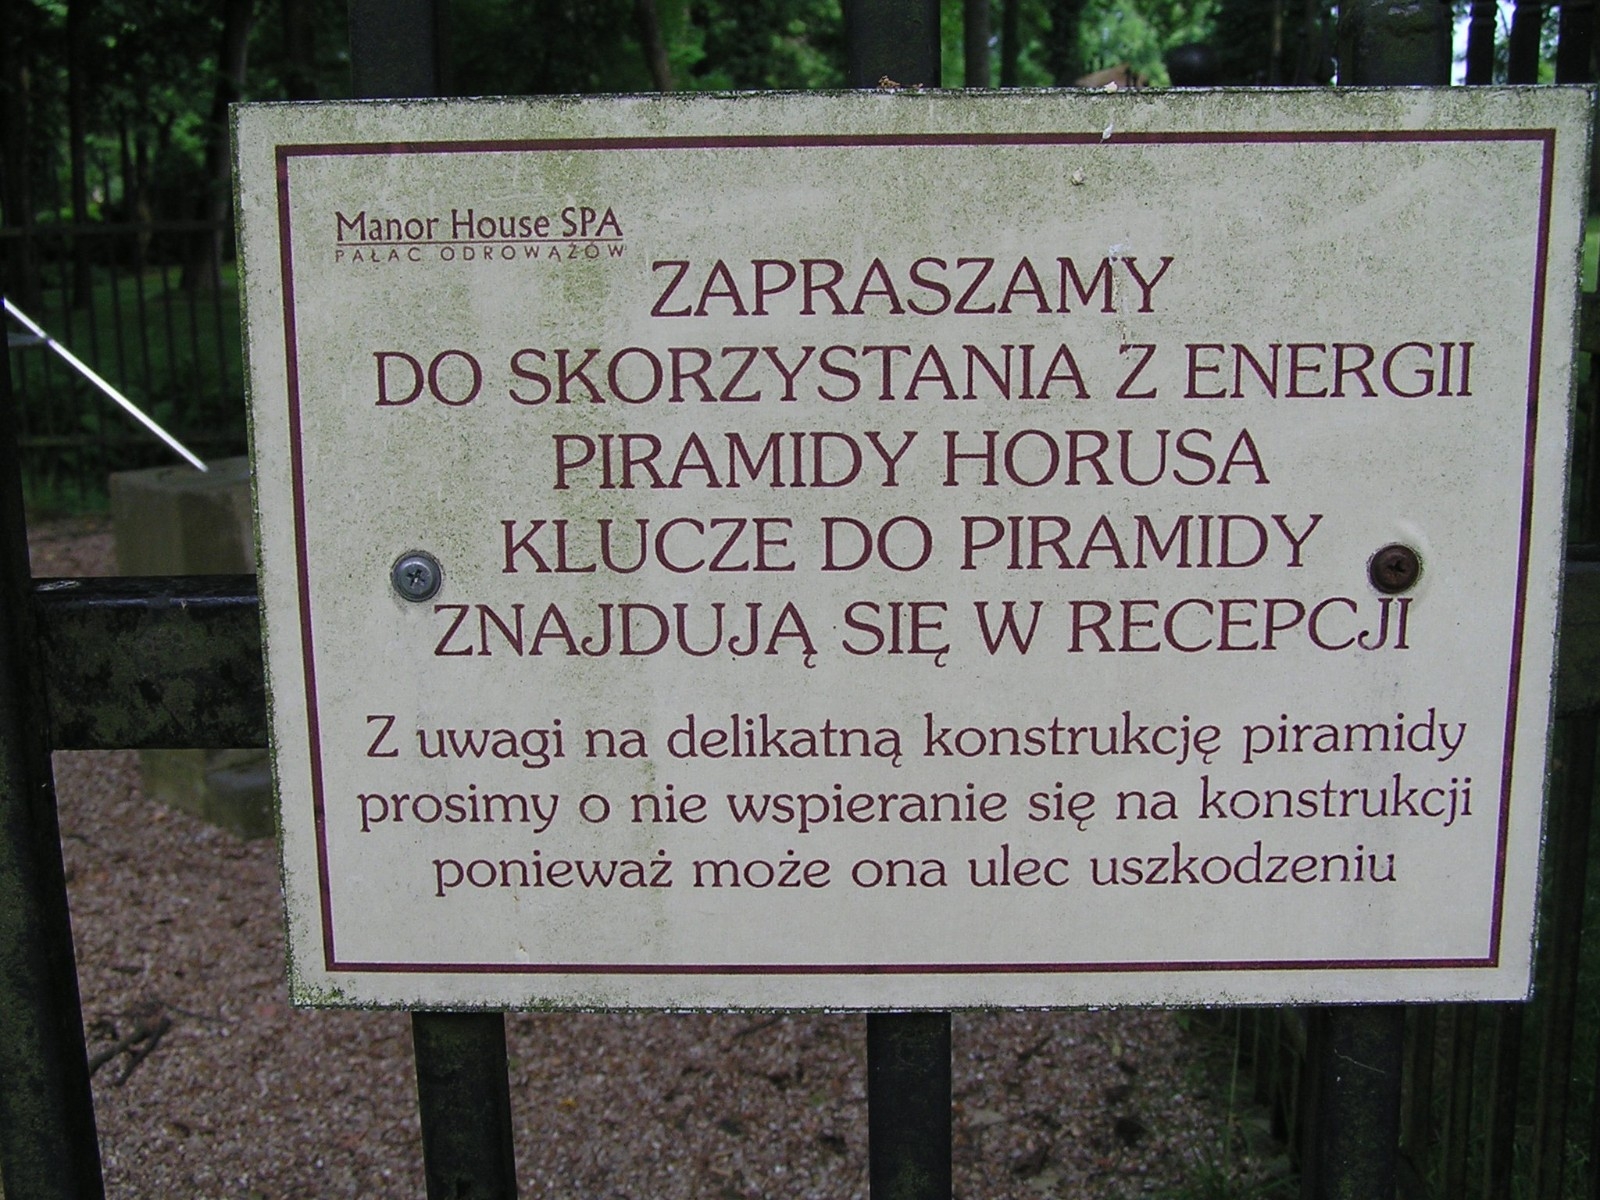 Manor House SPA
PAŁAC ODROWĄŻÓW
ZAPRASZAMY
DO SKORZYSTANIA Z ENERGII
PIRAMIDY HORUSA
KLUCZE DO PIRAMIDY
ZNAJDUJĄ SIĘ W RECEPCJI
Z uwagi na delikatną konstrukcję piramidy
prosimy o nie wspieranie się na konstrukcji
ponieważ może ona ulec uszkodzeniu